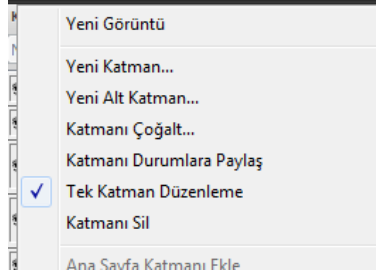 Yeni Görüntü
Yeni Katman...
Yeni Alt Katman...
Katmanı Çoğalt...
Katmanı Durumlara Paylaş
Tek Katman Düzenleme
Katmanı Sil
Ana Sayfa Katmanı Ekle